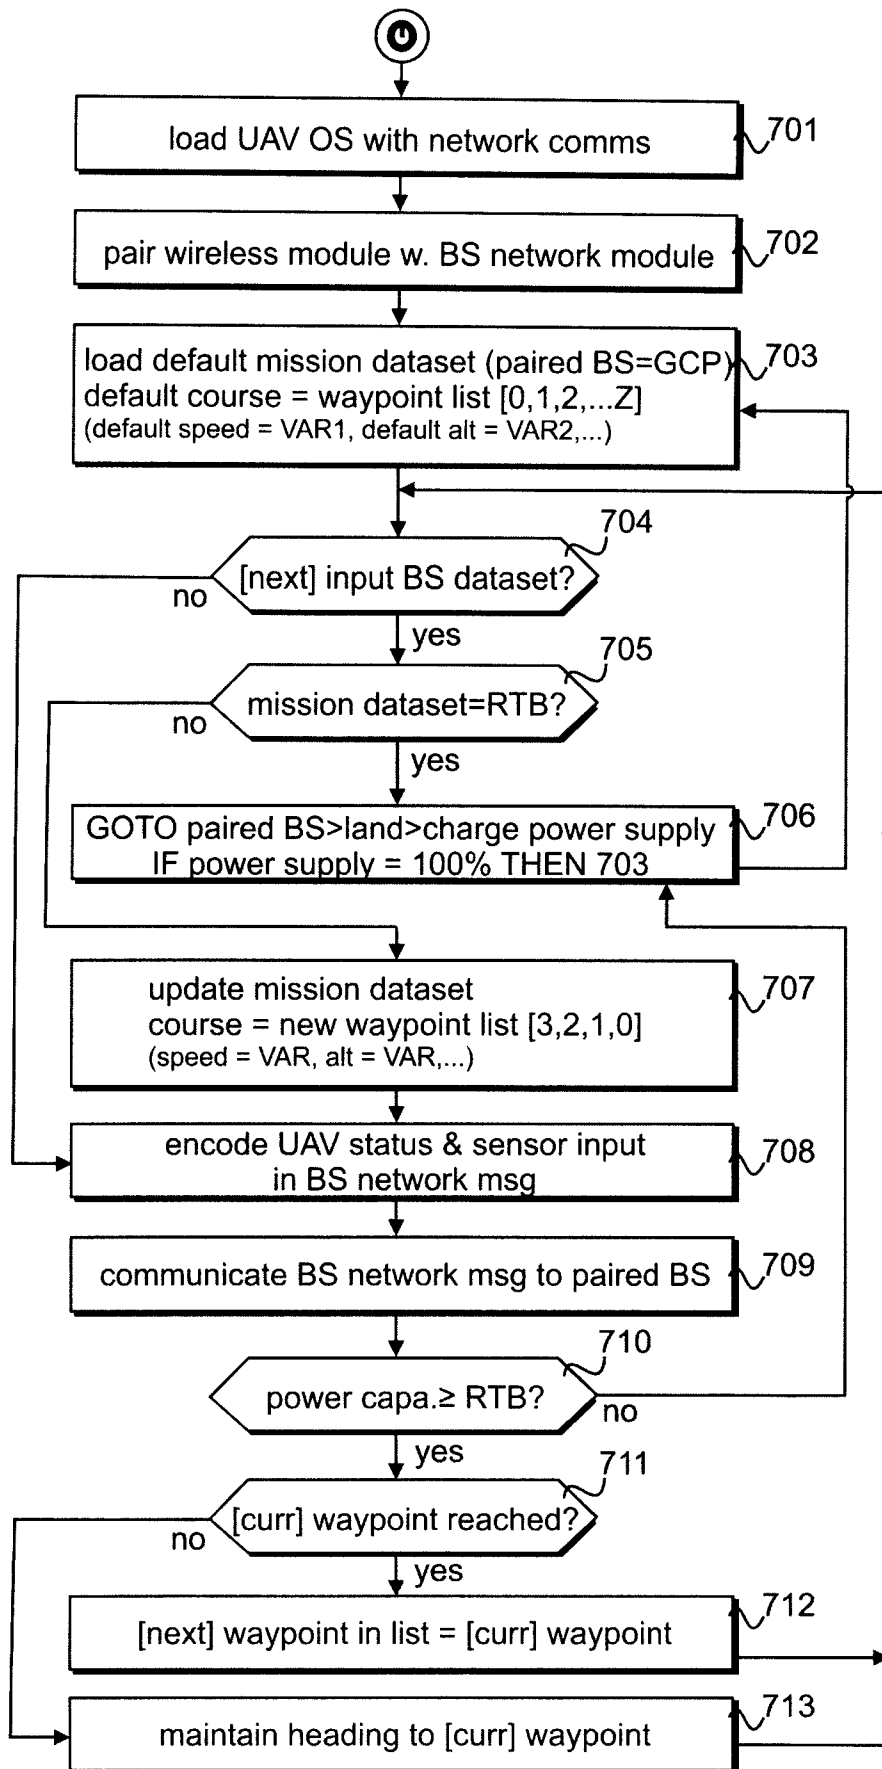 load UAV OS with network comms
701
pair wireless module w. BS network module
702
load default mission dataset (paired BS=GCP)
703
default course = waypoint list [0,1,2,...Z]
(default speed = VAR1, default alt = VAR2,...)
704
[next] input BS dataset?
no
yes
705
mission dataset=RTB?
no
yes
GOTO paired BS>land>charge power supply
706
IF power supply = 100% THEN 703
update mission dataset
707
course = new waypoint list [3,2,1,0]
(speed = VAR, alt = VAR,...)
encode UAV status & sensor input
708
in BS network msg
communicate BS network msg to paired BS
709
710
power capa.≥ RTB?
no
yes
711
[curr] waypoint reached?
no
yes
712
[next] waypoint in list = [curr] waypoint
713
maintain heading to [curr] waypoint